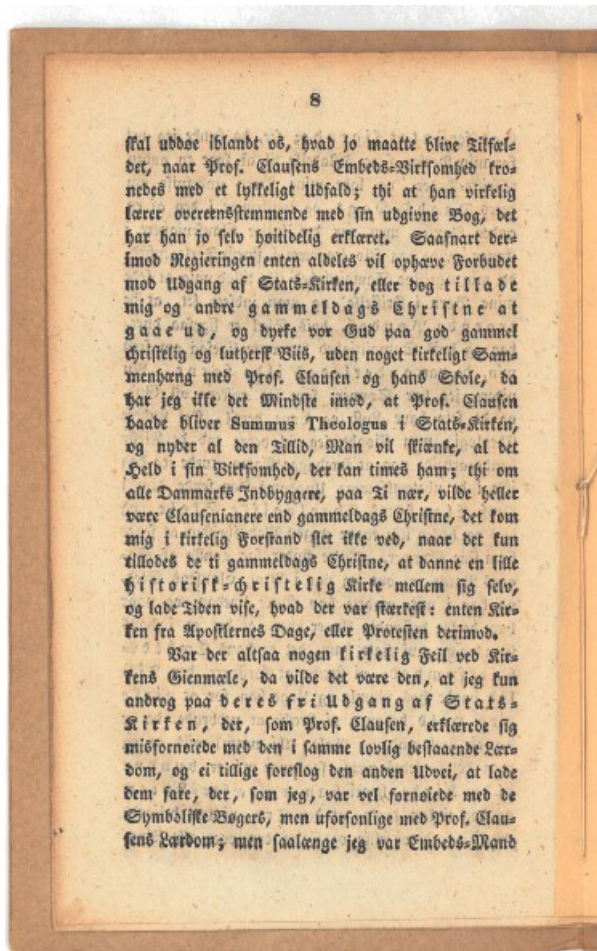 8
skal uddøe iblandt os, hvad jo maatte blive Tilfæl-
det, naar Prof. Clausens Embeds-Virksomhed kro-
nedes med et lykkeligt Udfald; thi at han virkelig
lærer overeensstemmende med sin udgivne Bog, det
har han jo selv høitidelig erklæret. Saasnart der-
imod Regieringen enten aldeles vil ophæve Forbudet
mod Udgang af Stats-Kirken, eller dog tillade
mig og andre gammeldags Christne at
gaae ud, og dyrke vor Gud paa god gammel
christelig og luthersk Viis, uden noget kirkeligt Sam-
menhæng med Prof. Clausen og hans Skole, da
har jeg ikke det Mindste imod, at Prof. Clausen
baade bliver Summus Theologus i Stats-Kirken,
og nyder al den Tillid, Man vil skiænke, al det
Held i sin Virksomhed, der kan times ham; thi om
alle Danmarks Indbyggere, paa Ti nær, vilde heller
være Clausenianere end gammeldags Christne, det kom
mig i kirkelig Forstand slet ikke ved, naar det kun
tillodes de ti gammeldags Christne, at danne en lille
historisk-christelig Kirke mellem sig selv,
og lade Tiden vise, hvad der var stærkest: enten Kir-
ken fra Apostlernes Dage, eller Protesten derimod.
Var der altsaa nogen kirkelig Feil ved Kir-
kens Gienmæle, da vilde det være den, at jeg kun
androg paa deres fri Udgang af Stats-
Kirken, der, som Prof. Clausen, erklærede sig
misfornøiede med den i samme lovlig bestaaende Lær-
dom, og ei tillige foreslog den anden Udvei, at lade
dem fare, der, som jeg, var vel fornøiede med de
Symboliske Bøgers, men uforsonlige med Prof. Clau-
sens Lærdom; men saalænge jeg var Embeds-Mand